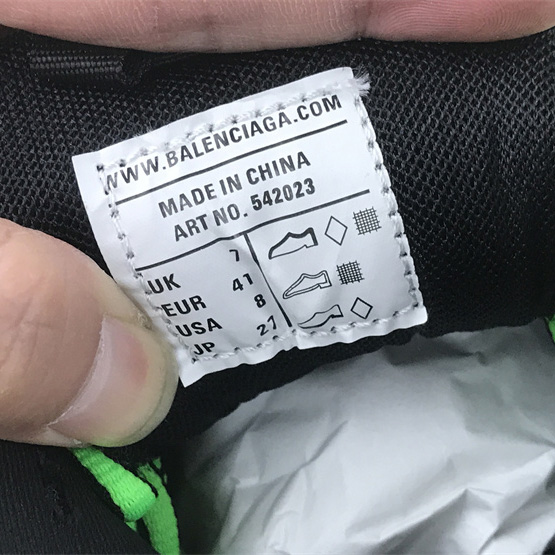 WWW.BALENCIAGA.COM
MADE IN CHINA
ART NO. 542023
UK 7
EUR 41
USA 8
JP 27